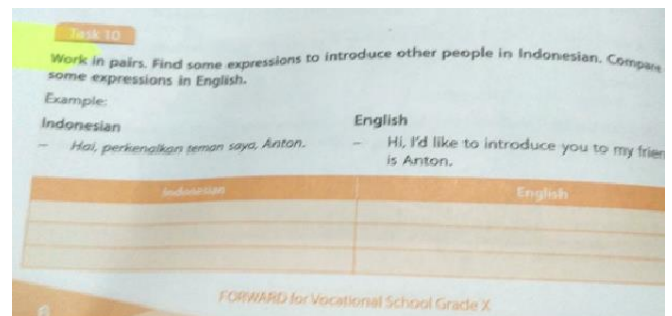 Task 10
Work in pairs. Find some expressions to introduce other people in Indonesian. Compare
some expressions in English.
Example:
Indonesian
English
– Hai, perkenalkan teman saya, Anton.
– Hi, I'd like to introduce you to my frien
is Anton.
Indonesian
English
FORWARD for Vocational School Grade X